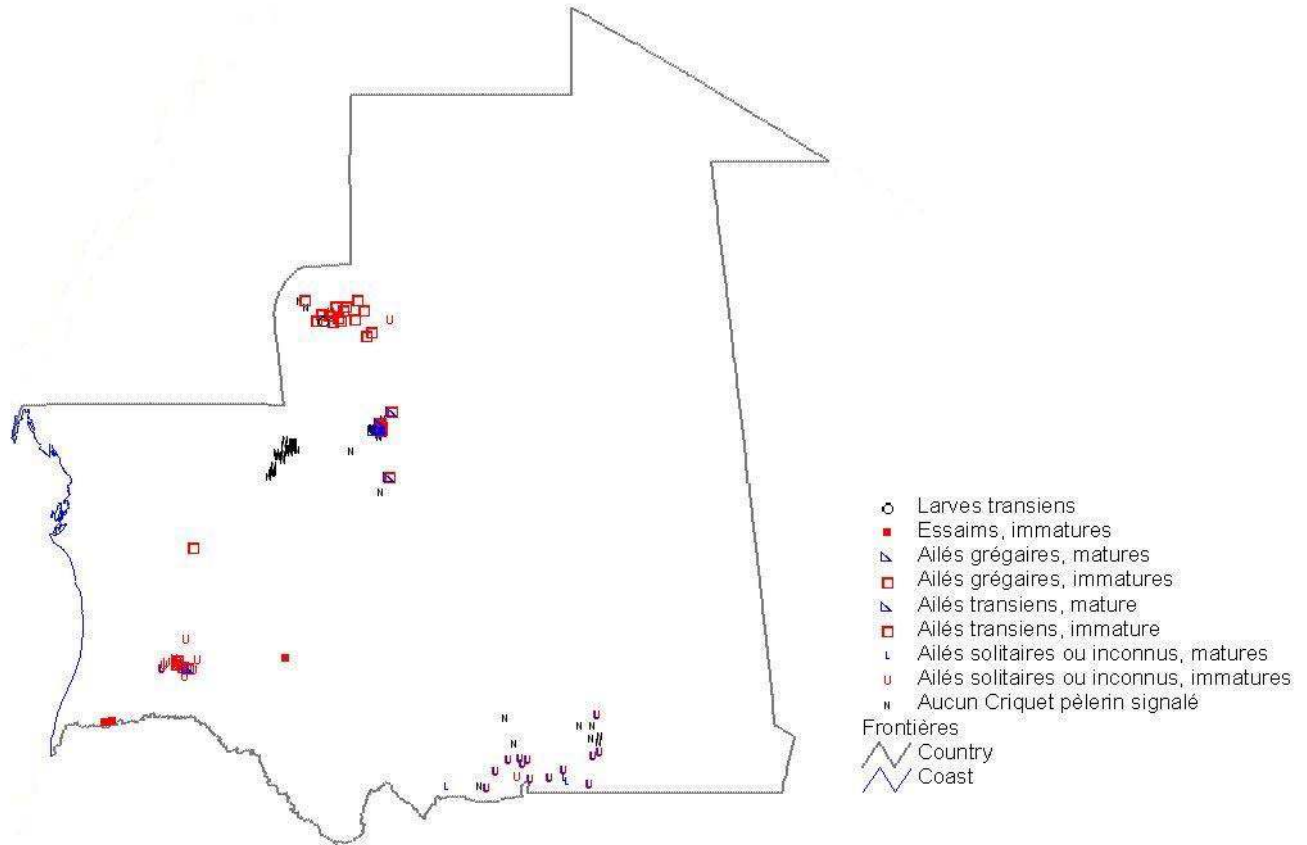 Larves transiens
Essaims, immatures
Ailés grégaires, matures
Ailés grégaires, immatures
Ailés transiens, mature
Ailés transiens, immature
L Ailés solitaires ou inconnus, matures
U Ailés solitaires ou inconnus, immatures
N Aucun Criquet pèlerin signalé
Frontières
Country
Coast